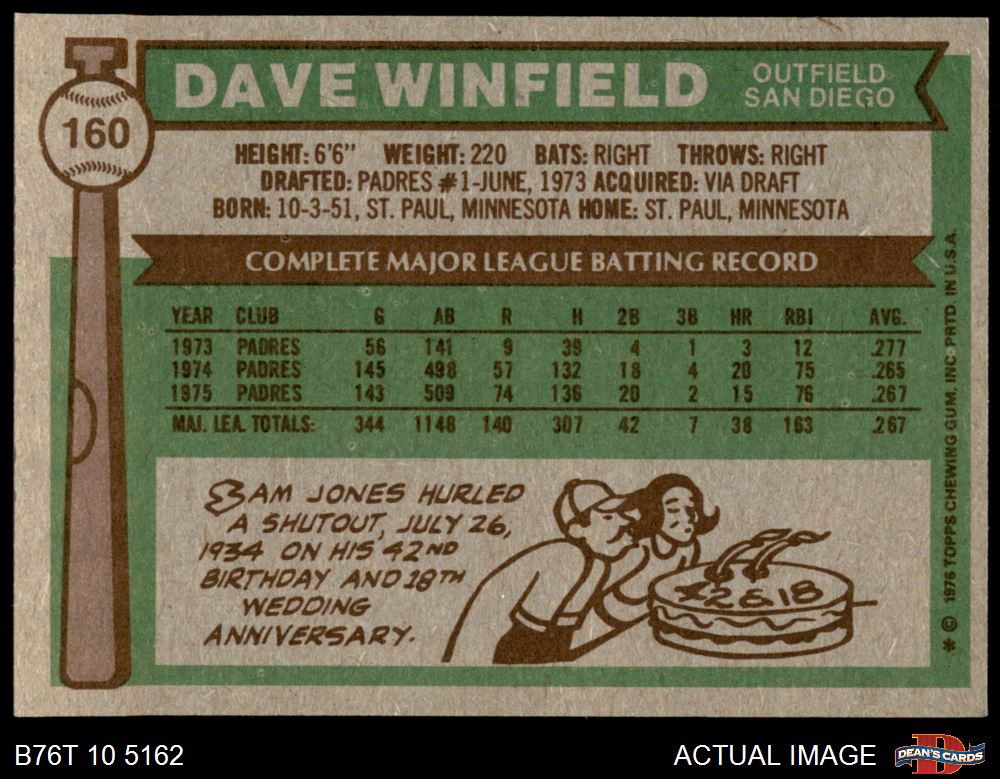 DAVE WINFIELD
OUTFIELD
SAN DIEGO
160
HEIGHT: 6'6" WEIGHT: 220 BATS: RIGHT THROWS: RIGHT
DRAFTED: PADRES #1-JUNE, 1973 ACQUIRED: VIA DRAFT
BORN: 10-3-51, ST. PAUL, MINNESOTA HOME: ST. PAUL, MINNESOTA
COMPLETE MAJOR LEAGUE BATTING RECORD
YEAR CLUB G AB R H 2B 3B HR RBI AVG.
1973 PADRES 56 141 9 39 4 1 3 12 .277
1974 PADRES 145 498 57 132 18 4 20 75 .265
1975 PADRES 143 509 74 136 20 2 15 76 .267
MAJ. LEA. TOTALS: 344 1148 140 307 42 7 38 163 .267
SAM JONES HURLED
A SHUTOUT, JULY 26,
1934 ON HIS 42ND
BIRTHDAY AND 18TH
WEDDING
ANNIVERSARY.
42 & 18
* © 1976 TOPPS CHEWING GUM, INC. PRTD. IN U.S.A.
B76T 10 5162
ACTUAL IMAGE
D
DEAN'S CARDS